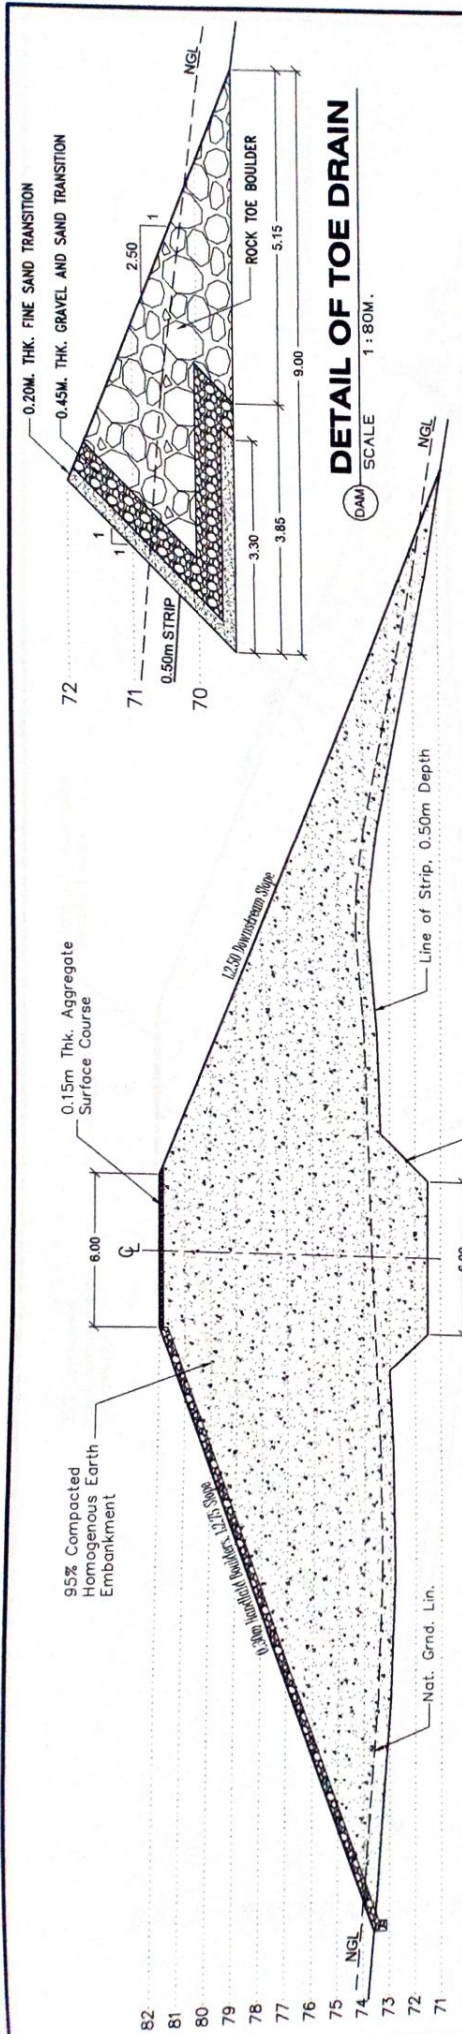 0.20M. THK. FINE SAND TRANSITION
0.45M. THK. GRAVEL AND SAND TRANSITION
72
71
70
1
1
0.50m STRIP
2.50
1
NGL
ROCK TOE BOULDER
3.30
5.15
3.85
9.00
DETAIL OF TOE DRAIN
DAM
SCALE 1 : 80M.
95% Compacted
Homogenous Earth
Embankment
0.15m Thk. Aggregate
Surface Course
6.00
CL
0.30m Handlaid Boulders, 1:2.75 Slope
1:2.50 Downstream Slope
82
81
80
79
78
77
76
75
74
73
72
71
NGL
Nat. Grnd. Lin.
Line of Strip, 0.50m Depth
NGL